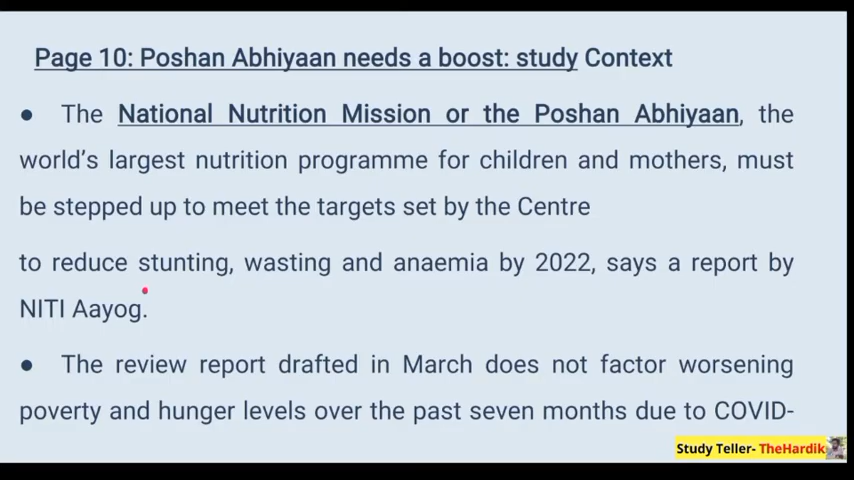 Page 10: Poshan Abhiyaan needs a boost: study Context
● The National Nutrition Mission or the Poshan Abhiyaan, the
world's largest nutrition programme for children and mothers, must
be stepped up to meet the targets set by the Centre
to reduce stunting, wasting and anaemia by 2022, says a report by
NITI Aayog.
● The review report drafted in March does not factor worsening
poverty and hunger levels over the past seven months due to COVID-
Study Teller- TheHardik